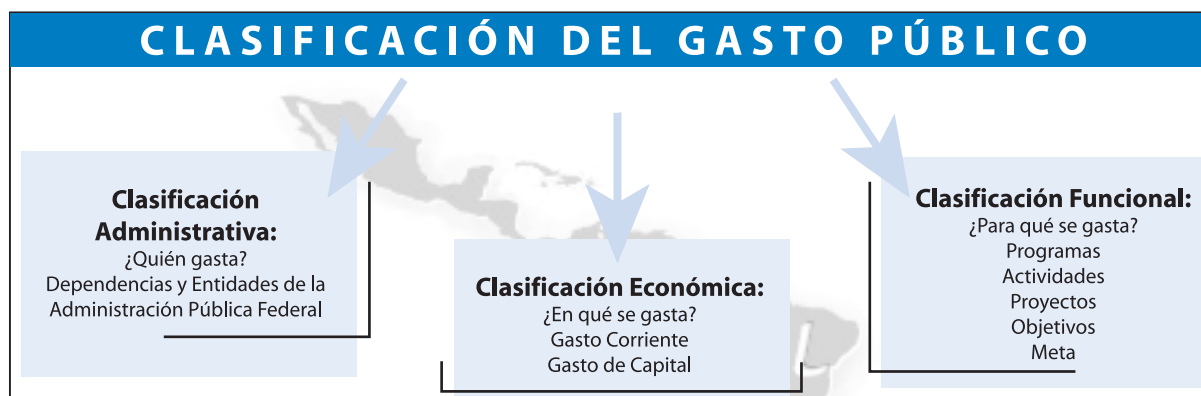 CLASIFICACIÓN DEL GASTO PÚBLICO
Clasificación
Administrativa:
¿Quién gasta?
Dependencias y Entidades de la
Administración Pública Federal
Clasificación Económica:
¿En qué se gasta?
Gasto Corriente
Gasto de Capital
Clasificación Funcional:
¿Para qué se gasta?
Programas
Actividades
Proyectos
Objetivos
Meta